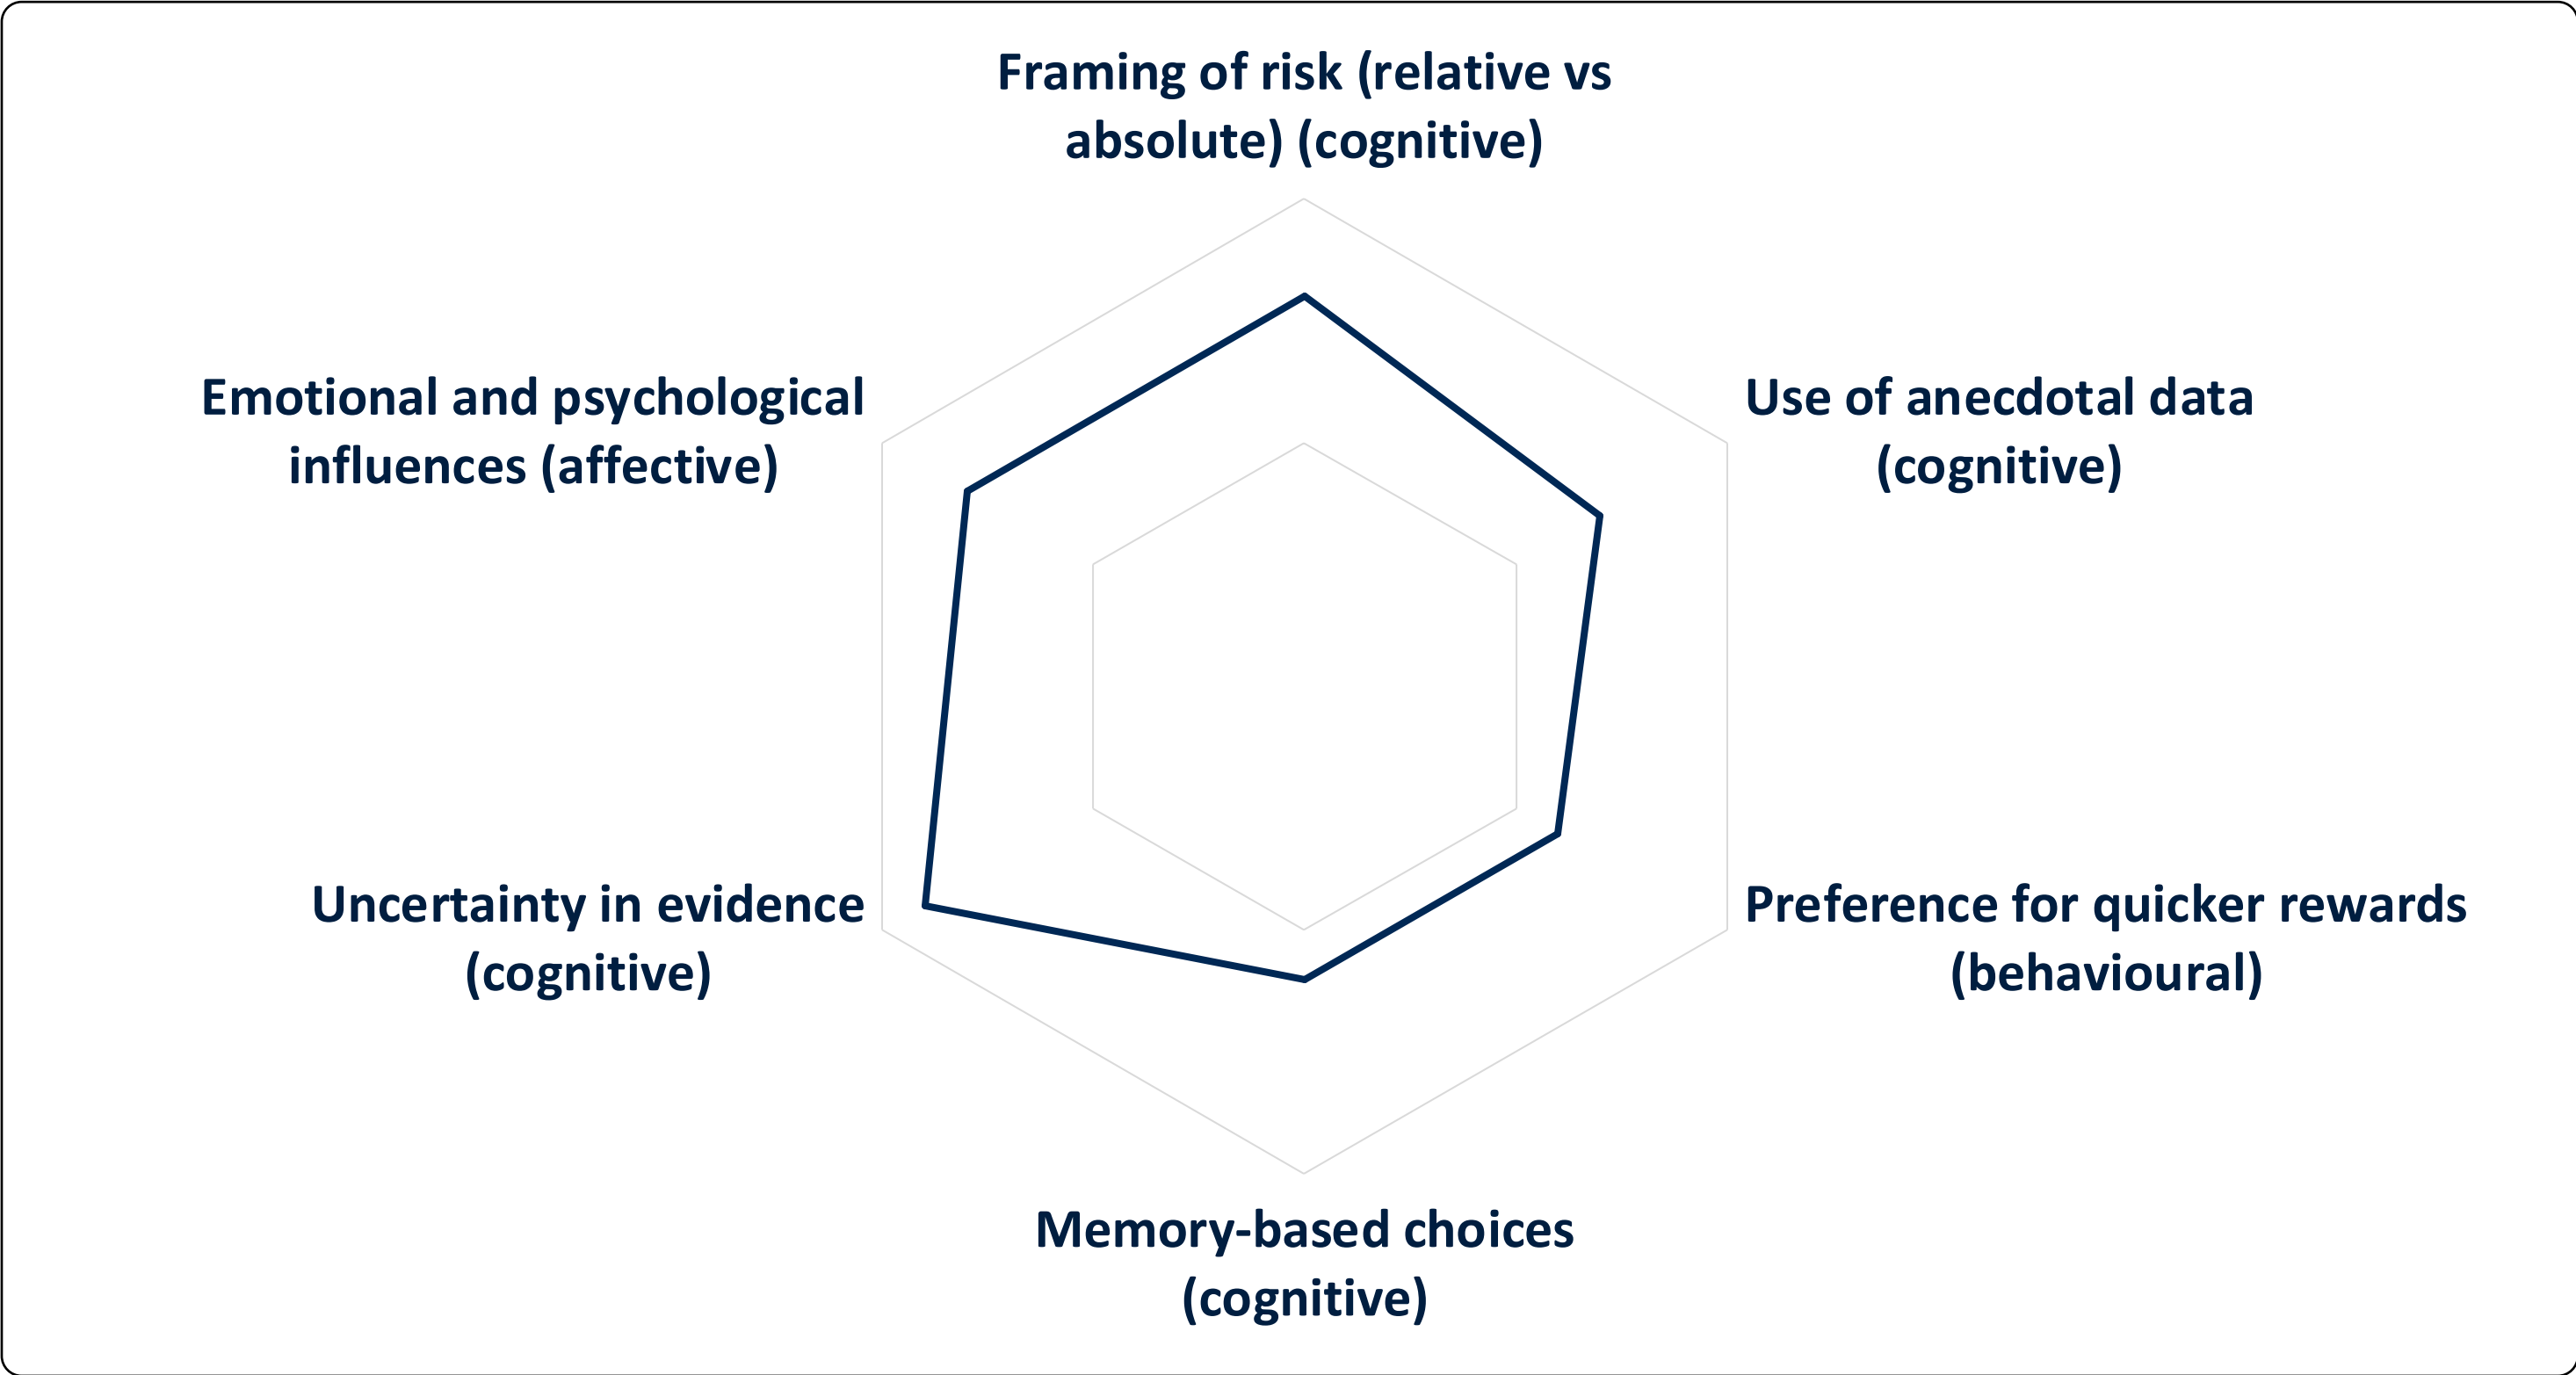 Framing of risk (relative vs
absolute) (cognitive)
Emotional and psychological
influences (affective)
Use of anecdotal data
(cognitive)
Uncertainty in evidence
(cognitive)
Preference for quicker rewards
(behavioural)
Memory-based choices
(cognitive)